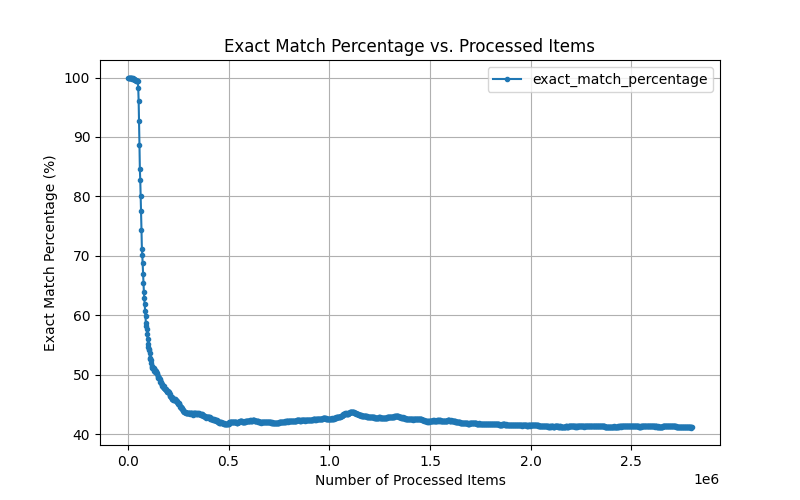 Exact Match Percentage vs. Processed Items
exact_match_percentage
Exact Match Percentage (%)
100
90
80
70
60
50
40
0.0 0.5 1.0 1.5 2.0 2.5
1e6
Number of Processed Items